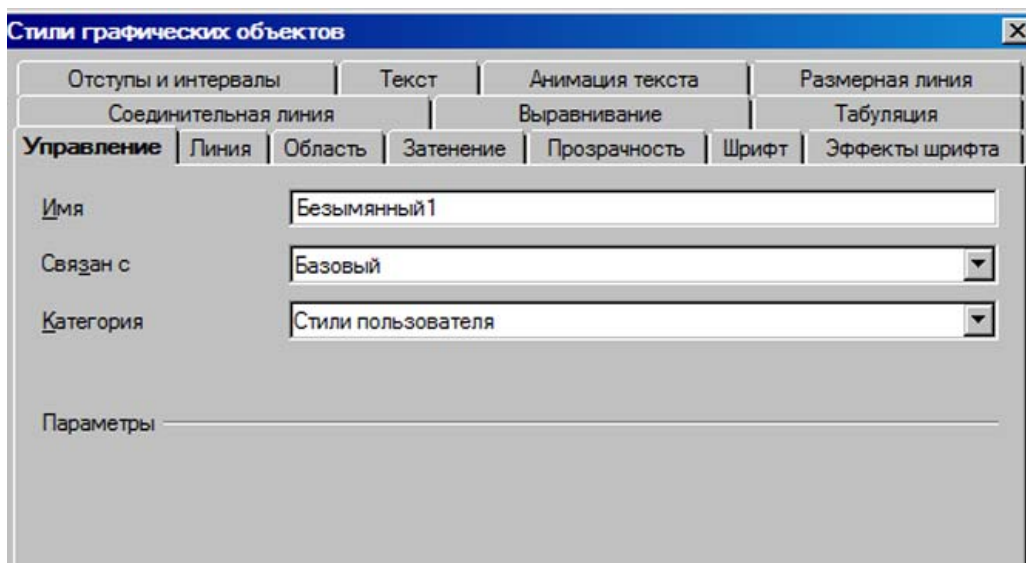 Стили графических объектов
Отступы и интервалы Текст Анимация текста Размерная линия
Соединительная линия Выравнивание Табуляция
Управление Линия Область Затенение Прозрачность Шрифт Эффекты шрифта
Имя Безымянный1
Связан с Базовый
Категория Стили пользователя
Параметры